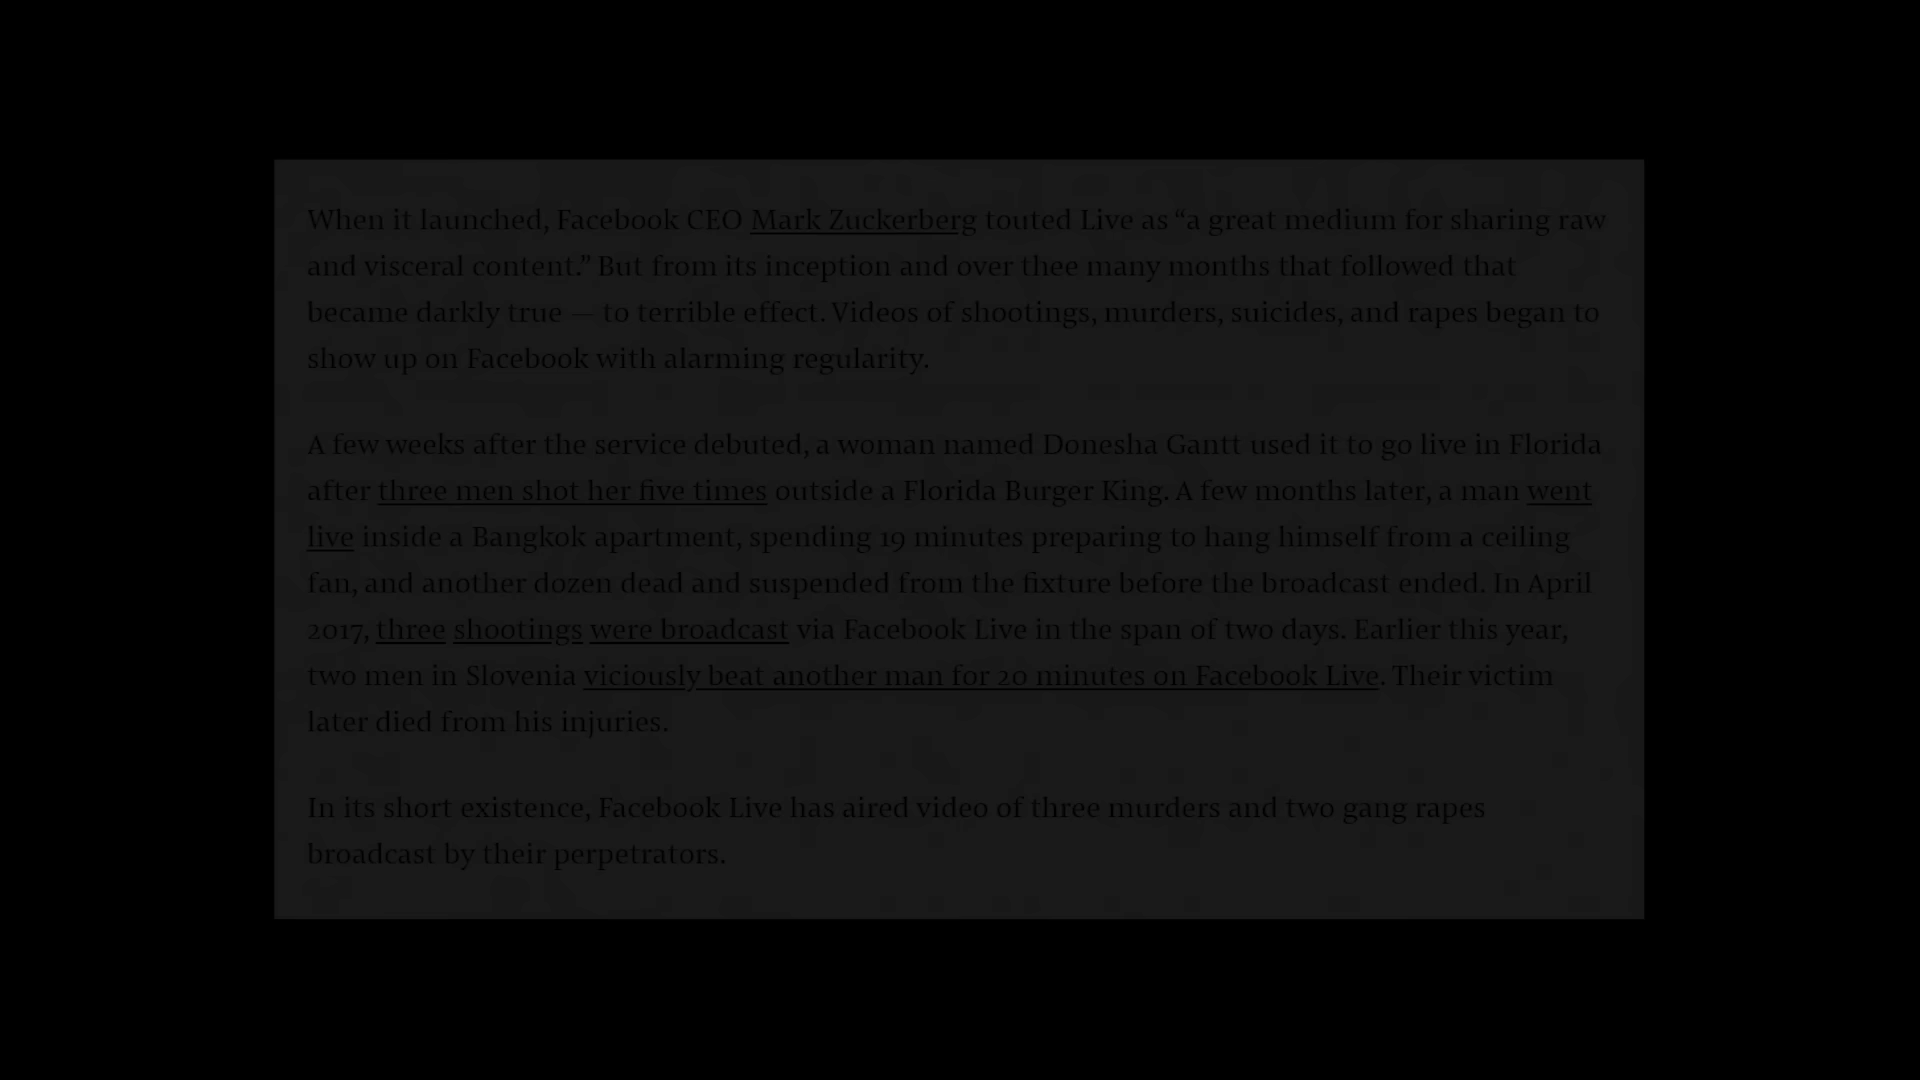 When it launched, Facebook CEO Mark Zuckerberg touted Live as “a great medium for sharing raw
and visceral content.” But from its inception and over thee many months that followed that
became darkly true — to terrible effect. Videos of shootings, murders, suicides, and rapes began to
show up on Facebook with alarming regularity.
A few weeks after the service debuted, a woman named Donesha Gantt used it to go live in Florida
after three men shot her five times outside a Florida Burger King. A few months later, a man went
live inside a Bangkok apartment, spending 19 minutes preparing to hang himself from a ceiling
fan, and another dozen dead and suspended from the fixture before the broadcast ended. In April
2017, three shootings were broadcast via Facebook Live in the span of two days. Earlier this year,
two men in Slovenia viciously beat another man for 20 minutes on Facebook Live. Their victim
later died from his injuries.
In its short existence, Facebook Live has aired video of three murders and two gang rapes
broadcast by their perpetrators.